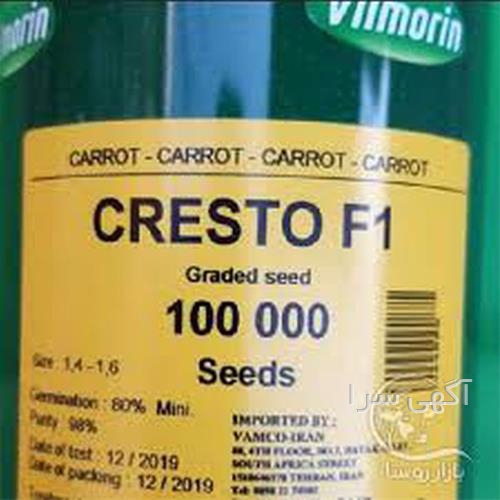 Vilmorin
CARROT - CARROT - CARROT - CARROT
CRESTO F1
Graded seed
100 000
Seeds
Size : 1,4 - 1,6
Germination : 80% Mini.
Purity : 98%
Date of test : 12 / 2019
Date of packing : 12 / 2019
IMPORTED BY :
VAMCO-IRAN
SOUTH AFRICA STREET
TEHRAN, IRAN
آگهی سرا
بازار روستا